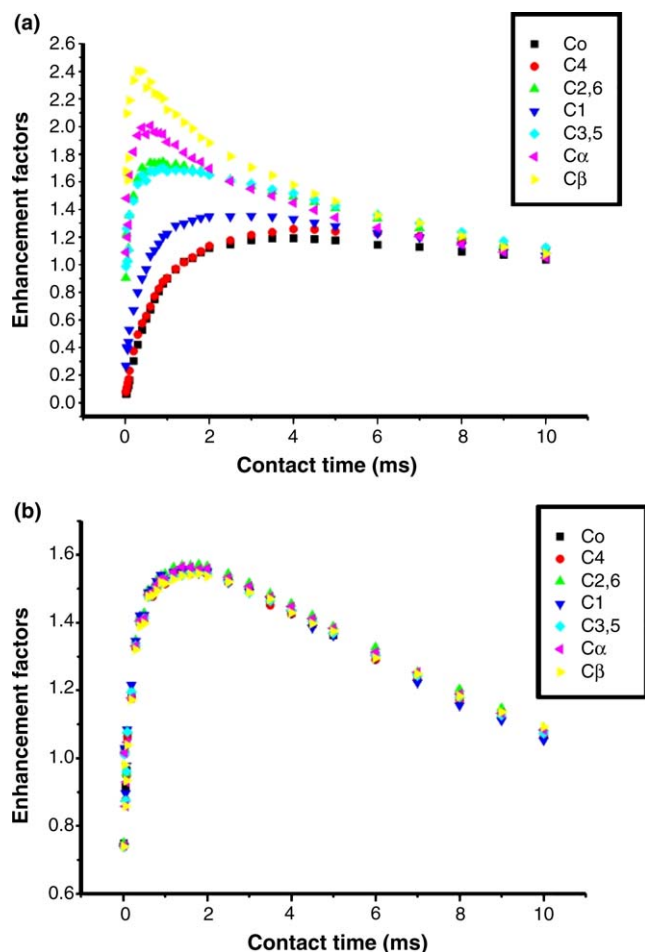 (a)
2.6
2.4
2.2
2.0
1.8
1.6
1.4
1.2
1.0
0.8
0.6
0.4
0.2
0.0
Enhancement factors
0
2
4
6
8
10
Contact time (ms)
Co
C4
C2,6
C1
C3,5
Cα
Cβ
(b)
1.6
1.4
1.2
1.0
0.8
0.6
Enhancement factors
0
2
4
6
8
10
Contact time (ms)
Co
C4
C2,6
C1
C3,5
Cα
Cβ